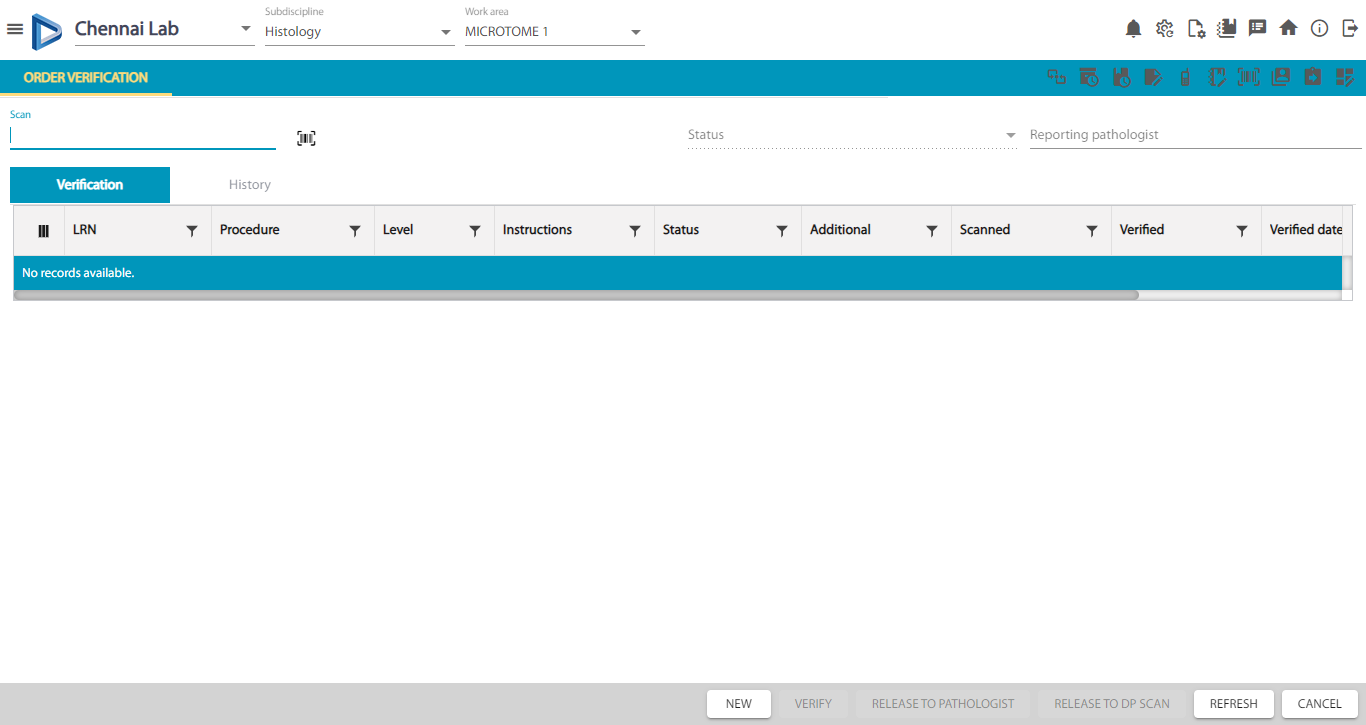 Chennai Lab
Subdiscipline
Histology
Work area
MICROTOME 1
ORDER VERIFICATION
Scan
Status
Reporting pathologist
Verification
History
LRN
Procedure
Level
Instructions
Status
Additional
Scanned
Verified
Verified date
No records available.
NEW
VERIFY
RELEASE TO PATHOLOGIST
RELEASE TO DP SCAN
REFRESH
CANCEL